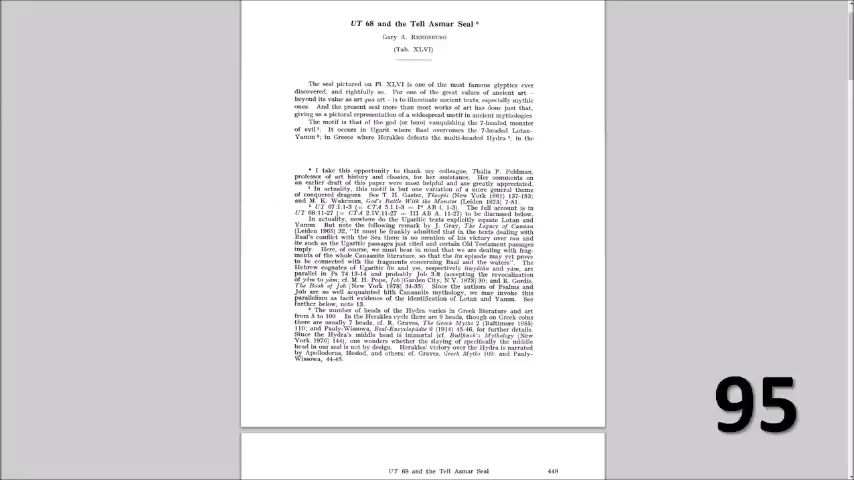 UT 68 and the Tell Asmar Seal *
Gary A. RENDSBURG
(Tab. XLVI)
The seal pictured on Pl. XLVI is one of the most famous glyptics ever
discovered, and rightfully so. For one of the great values of ancient art –
beyond its value as art qua art – is to illuminate ancient texts, especially mythic
ones. And the present seal more than most works of art has done just that,
giving us a pictoral representation of a widespread motif in ancient mythologies.
The motif is that of the god (or hero) vanquishing the 7-headed monster
of evil ¹. It occurs in Ugarit where Baal overcomes the 7-headed Lotan-
Yamm ²; in Greece where Herakles defeats the multi-headed Hydra ³; in the
* I take this opportunity to thank my colleague, Thalia P. Feldman,
professor of art history and classics, for her assistance. Her comments on
an earlier draft of this paper were most helpful and are greatly appreciated.
¹ In actuality, this motif is but one variation of a more general theme
of conquered dragons. See T. H. Gaster, Thespis (New York 1961) 137-153;
and M. K. Wakeman, God's Battle With the Monster (Leiden 1973) 7-51.
² UT 67:1:1-3 (= CTA 5:I:1-3 = I* AB i, 1-3). The full account is in
UT 68:11-27 (= CTA 2.IV.11-27 = III AB A, 11-27) to be discussed below.
In actuality, nowhere do the Ugaritic texts explicitly equate Lotan and
Yamm. But note the following remark by J. Gray, The Legacy of Canaan
(Leiden 1965) 32, "It must be frankly admitted that in the texts dealing with
Baal's conflict with the Sea there is no mention of his victory over
such as the Ugaritic passages just cited and certain Old Testament passages
imply. Here, of course, we must bear in mind that we are dealing with frag-
ments of the whole Canaanite literature, so that the ltn episode may yet prove
to be connected with the fragments concerning Baal and the waters". The
Hebrew cognates of Ugaritic ltn and ym, respectively liwyātān and yām, are
parallel in Ps 74:13-14 and probably Job 3:8 (accepting the revocalization
of yōm to yām; cf. M. H. Pope, Job [Garden City, N.Y. 1973] 30; and R. Gordis,
The Book of Job [New York 1978] 34-35). Since the authors of Psalms and
Job are so well acquainted with Canaanite mythology, we may invoke this
parallelism as tacit evidence of the identification of Lotan and Yamm. See
further below, note 13.
³ The number of heads of the Hydra varies in Greek literature and art
from 5 to 100. In the Herakles cycle there are 9 heads, though on Greek coins
there are usually 7 heads, cf. R. Graves, The Greek Myths 2 (Baltimore 1955)
110; and Pauly-Wissowa, Real-Encyclopädie 9 (1914) 45-46, for further details.
Since the Hydra's middle head is immortal (cf. Bullfinch's Mythology [New
York 1970] 144), one wonders whether the slaying of specifically the middle
head in our seal is not by design. Herakles' victory over the Hydra is narrated
by Apollodorus, Hesiod, and others; cf. Graves, Greek Myths 109; and Pauly-
Wissowa, 44-45.
95
UT 68 and the Tell Asmar Seal 449